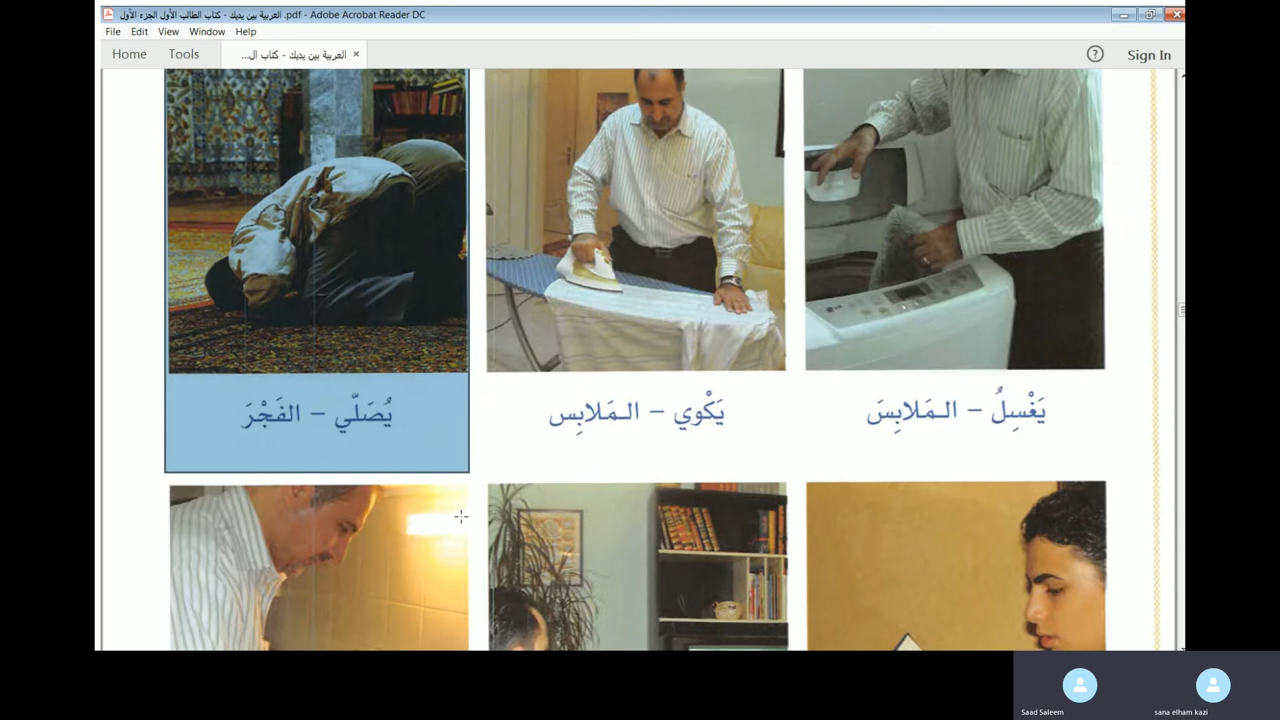 العربية بين يديك - كتاب الطالب الأول الجزء الأول .pdf - Adobe Acrobat Reader DC
File Edit View Window Help
Home Tools العربية بين يديك - كتاب ال... × ? Sign In
يَغْسِلُ – الـمَلابِسَ
يَكْوِي – الـمَلابِس
يُصَلّي – الفَجْرَ
Saad Saleem
sana elham kazi